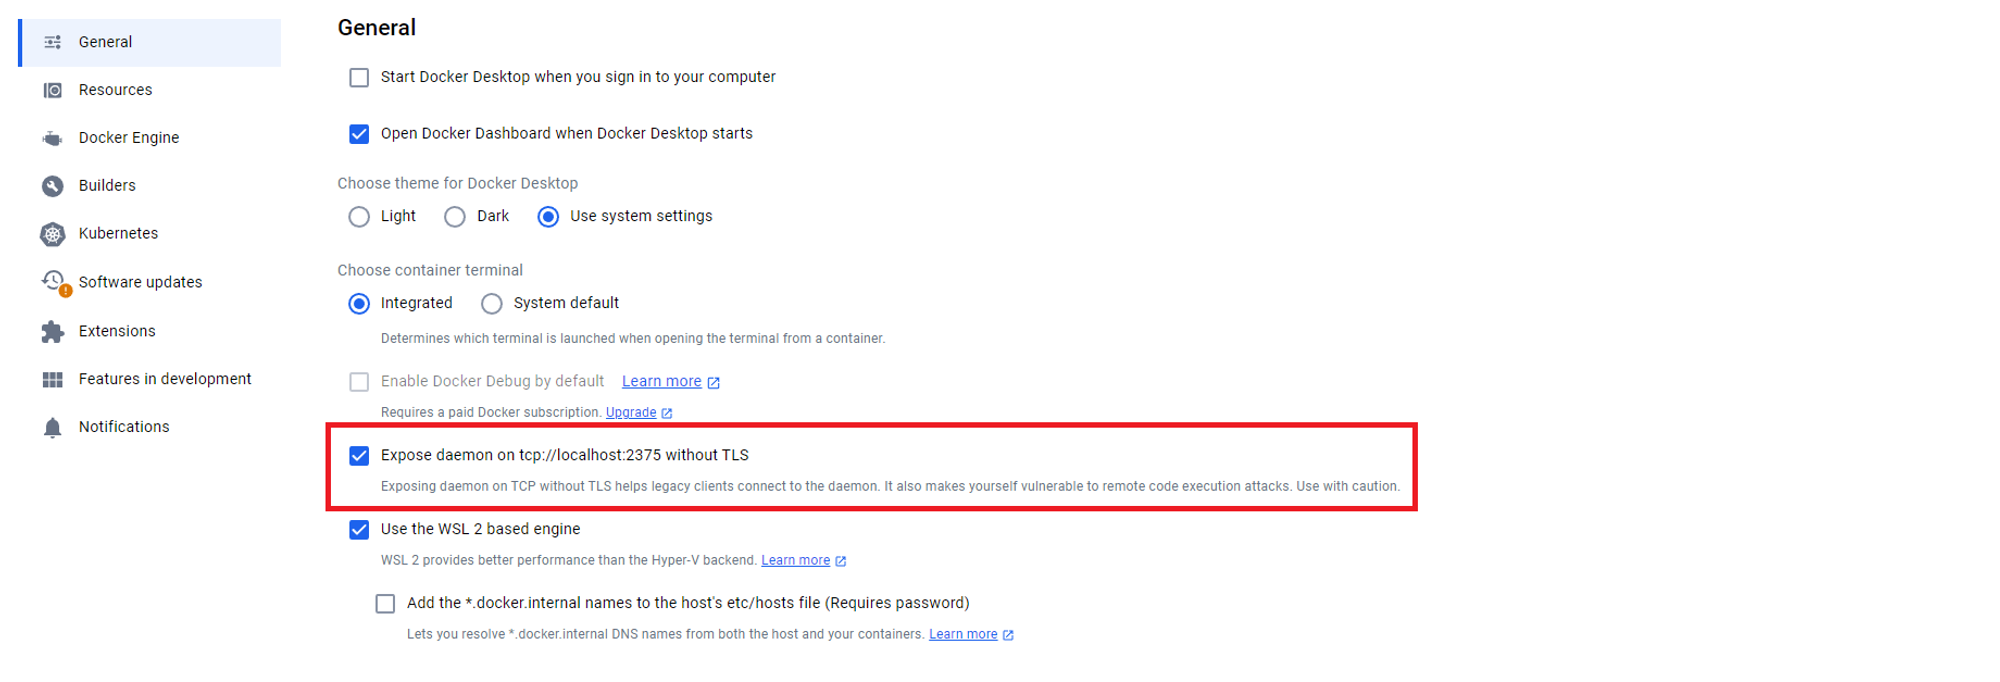 General
Resources
Docker Engine
Builders
Kubernetes
Software updates
Extensions
Features in development
Notifications
General
Start Docker Desktop when you sign in to your computer
Open Docker Dashboard when Docker Desktop starts
Choose theme for Docker Desktop
Light Dark Use system settings
Choose container terminal
Integrated System default
Determines which terminal is launched when opening the terminal from a container.
Enable Docker Debug by default Learn more
Requires a paid Docker subscription. Upgrade
Expose daemon on tcp://localhost:2375 without TLS
Exposing daemon on TCP without TLS helps legacy clients connect to the daemon. It also makes yourself vulnerable to remote code execution attacks. Use with caution.
Use the WSL 2 based engine
WSL 2 provides better performance than the Hyper-V backend. Learn more
Add the *.docker.internal names to the host's etc/hosts file (Requires password)
Lets you resolve *.docker.internal DNS names from both the host and your containers. Learn more